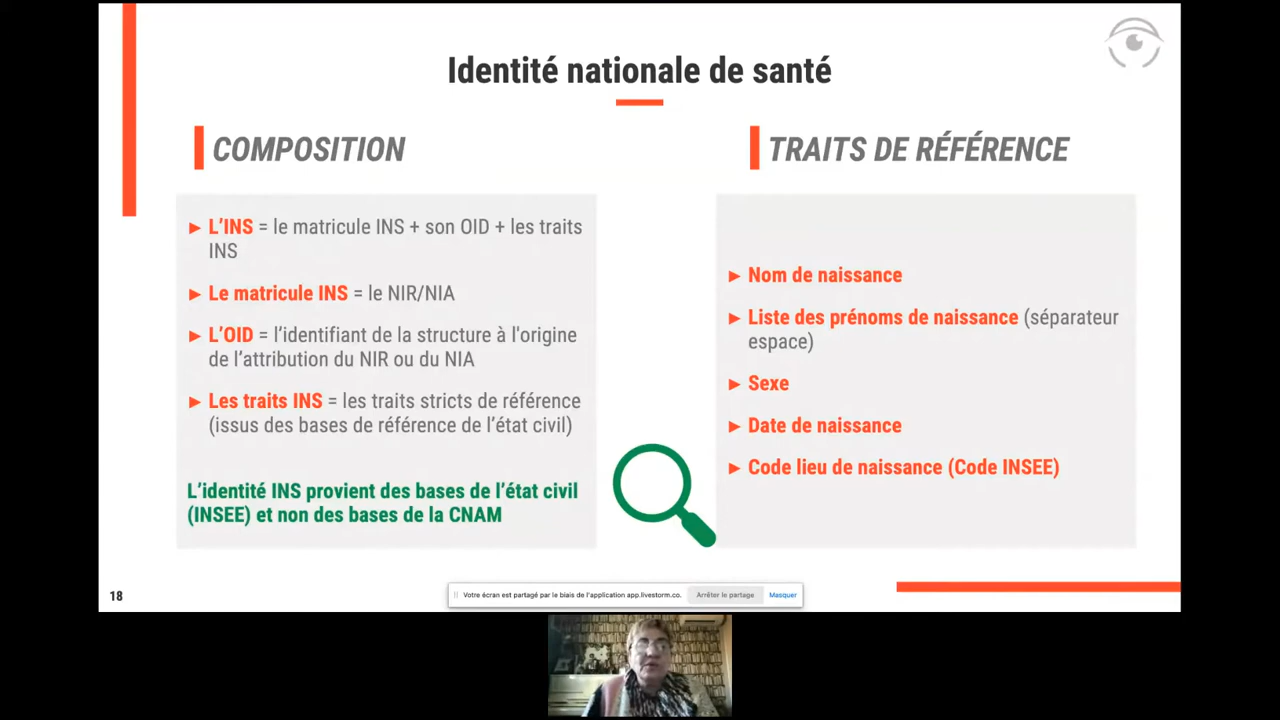 Identité nationale de santé
COMPOSITION
► L’INS = le matricule INS + son OID + les traits
INS
► Le matricule INS = le NIR/NIA
► L’OID = l’identifiant de la structure à l'origine
de l’attribution du NIR ou du NIA
► Les traits INS = les traits stricts de référence
(issus des bases de référence de l’état civil)
L’identité INS provient des bases de l’état civil
(INSEE) et non des bases de la CNAM
TRAITS DE RÉFÉRENCE
► Nom de naissance
► Liste des prénoms de naissance (séparateur
espace)
► Sexe
► Date de naissance
► Code lieu de naissance (Code INSEE)
18
Votre écran est partagé par le biais de l'application app.livestorm.co. Arrêter le partage Masquer